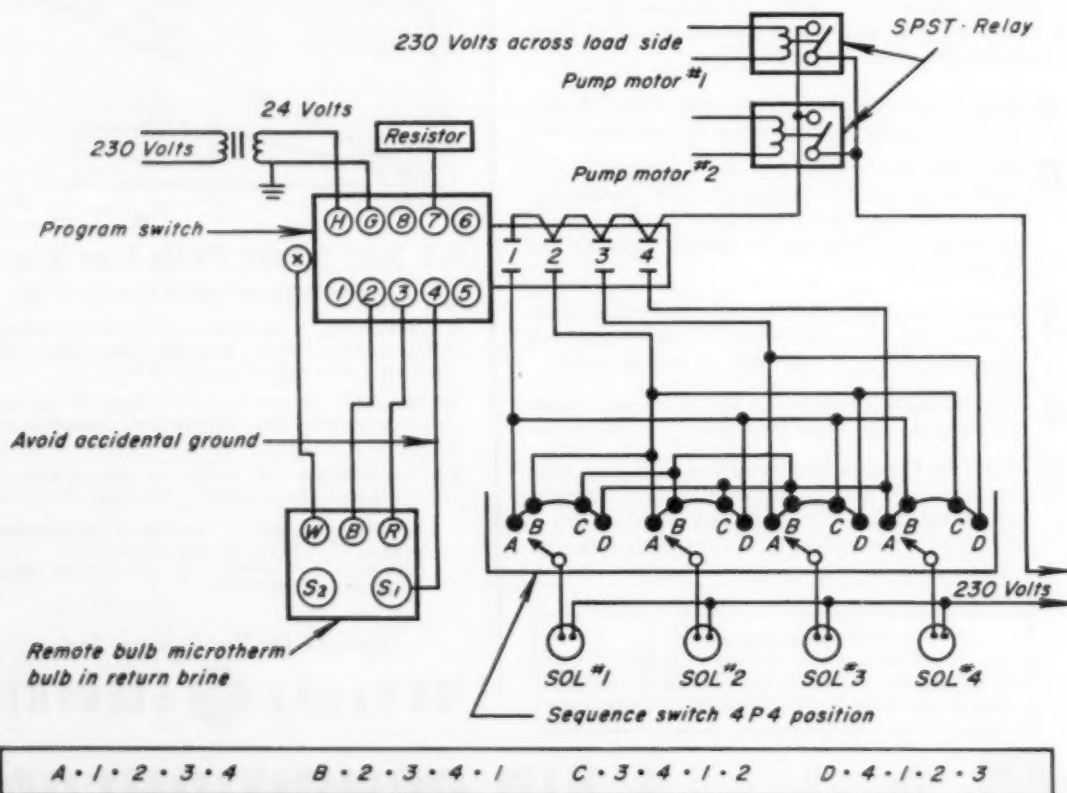 SPST-Relay
230 Volts across load side
Pump motor #1
24 Volts
Resistor
230 Volts
Pump motor #2
H G 8 7 6
Program switch
1 2 3 4
X
1 2 3 4 5
Avoid accidental ground
A B C D A B C D A B C D A B C D
W B R
230 Volts
S2 S1
Remote bulb microtherm
bulb in return brine
SOL #1 SOL #2 SOL #3 SOL #4
Sequence switch 4 P 4 position
A • 1 • 2 • 3 • 4 B • 2 • 3 • 4 • 1 C • 3 • 4 • 1 • 2 D • 4 • 1 • 2 • 3